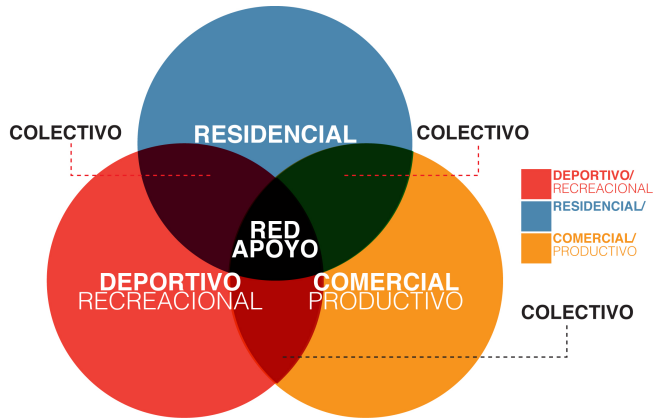 COLECTIVO
RESIDENCIAL
COLECTIVO
RED
APOYO
DEPORTIVO
RECREACIONAL
COMERCIAL
PRODUCTIVO
COLECTIVO
DEPORTIVO/
RECREACIONAL
RESIDENCIAL/
COMERCIAL/
PRODUCTIVO